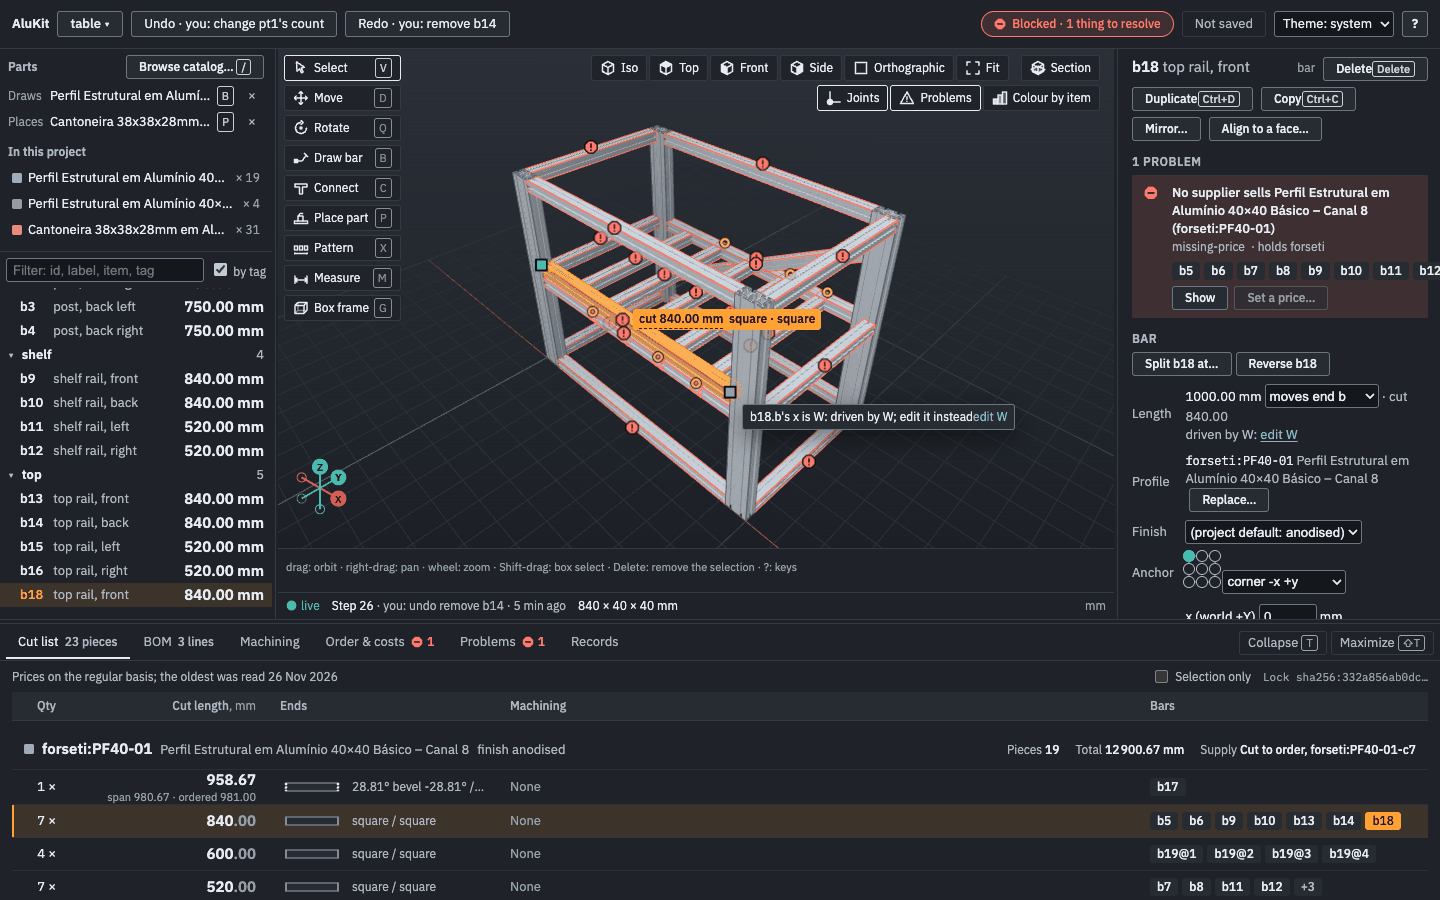 AluKit
table ▾
Undo · you: change pt1's count
Redo · you: remove b14
Blocked · 1 thing to resolve
Not saved
Theme: system
?
Parts
Browse catalog... /
Draws Perfil Estrutural em Alumí... B ×
Places Cantoneira 38x38x28mm... P ×
In this project
Perfil Estrutural em Alumínio 40... × 19
Perfil Estrutural em Alumínio 40×... × 4
Cantoneira 38x38x28mm em Al... × 31
Filter: id, label, item, tag
by tag
b3 post, back left 750.00 mm
b4 post, back right 750.00 mm
shelf 4
b9 shelf rail, front 840.00 mm
b10 shelf rail, back 840.00 mm
b11 shelf rail, left 520.00 mm
b12 shelf rail, right 520.00 mm
top 5
b13 top rail, front 840.00 mm
b14 top rail, back 840.00 mm
b15 top rail, left 520.00 mm
b16 top rail, right 520.00 mm
b18 top rail, front 840.00 mm
Select V
Move D
Rotate Q
Draw bar B
Connect C
Place part P
Pattern X
Measure M
Box frame G
Iso
Top
Front
Side
Orthographic
Fit
Section
Joints
Problems
Colour by item
cut 840.00 mm square · square
b18.b's x is W: driven by W; edit it insteadedit W
Z
Y
X
drag: orbit · right-drag: pan · wheel: zoom · Shift-drag: box select · Delete: remove the selection · ?: keys
live Step 26 · you: undo remove b14 · 5 min ago 840 × 40 × 40 mm
mm
b18 top rail, front
bar
Delete Delete
Duplicate Ctrl+D
Copy Ctrl+C
Mirror...
Align to a face...
1 PROBLEM
No supplier sells Perfil Estrutural em
Alumínio 40×40 Básico – Canal 8
(forseti:PF40-01)
missing-price · holds forseti
b5 b6 b7 b8 b9 b10 b11 b12
Show
Set a price...
BAR
Split b18 at...
Reverse b18
Length
1000.00 mm moves end b · cut
840.00
driven by W: edit W
Profile
forseti:PF40-01 Perfil Estrutural em
Alumínio 40×40 Básico – Canal 8
Replace...
Finish (project default: anodised)
Anchor corner -x +y
x (world +Y) 0 mm
Cut list 23 pieces
BOM 3 lines
Machining
Order & costs 1
Problems 1
Records
Collapse T
Maximize ⇧T
Prices on the regular basis; the oldest was read 26 Nov 2026
Selection only
Lock sha256:332a856ab0dc…
Qty Cut length, mm Ends Machining Bars
forseti:PF40-01 Perfil Estrutural em Alumínio 40×40 Básico – Canal 8 finish anodised
Pieces 19 Total 12 900.67 mm Supply Cut to order, forseti:PF40-01-c7
1 × 958.67 28.81° bevel -28.81° /... None b17
span 980.67 · ordered 981.00
7 × 840.00 square / square None b5 b6 b9 b10 b13 b14 b18
4 × 600.00 square / square None b19@1 b19@2 b19@3 b19@4
7 × 520.00 square / square None b7 b8 b11 b12 +3